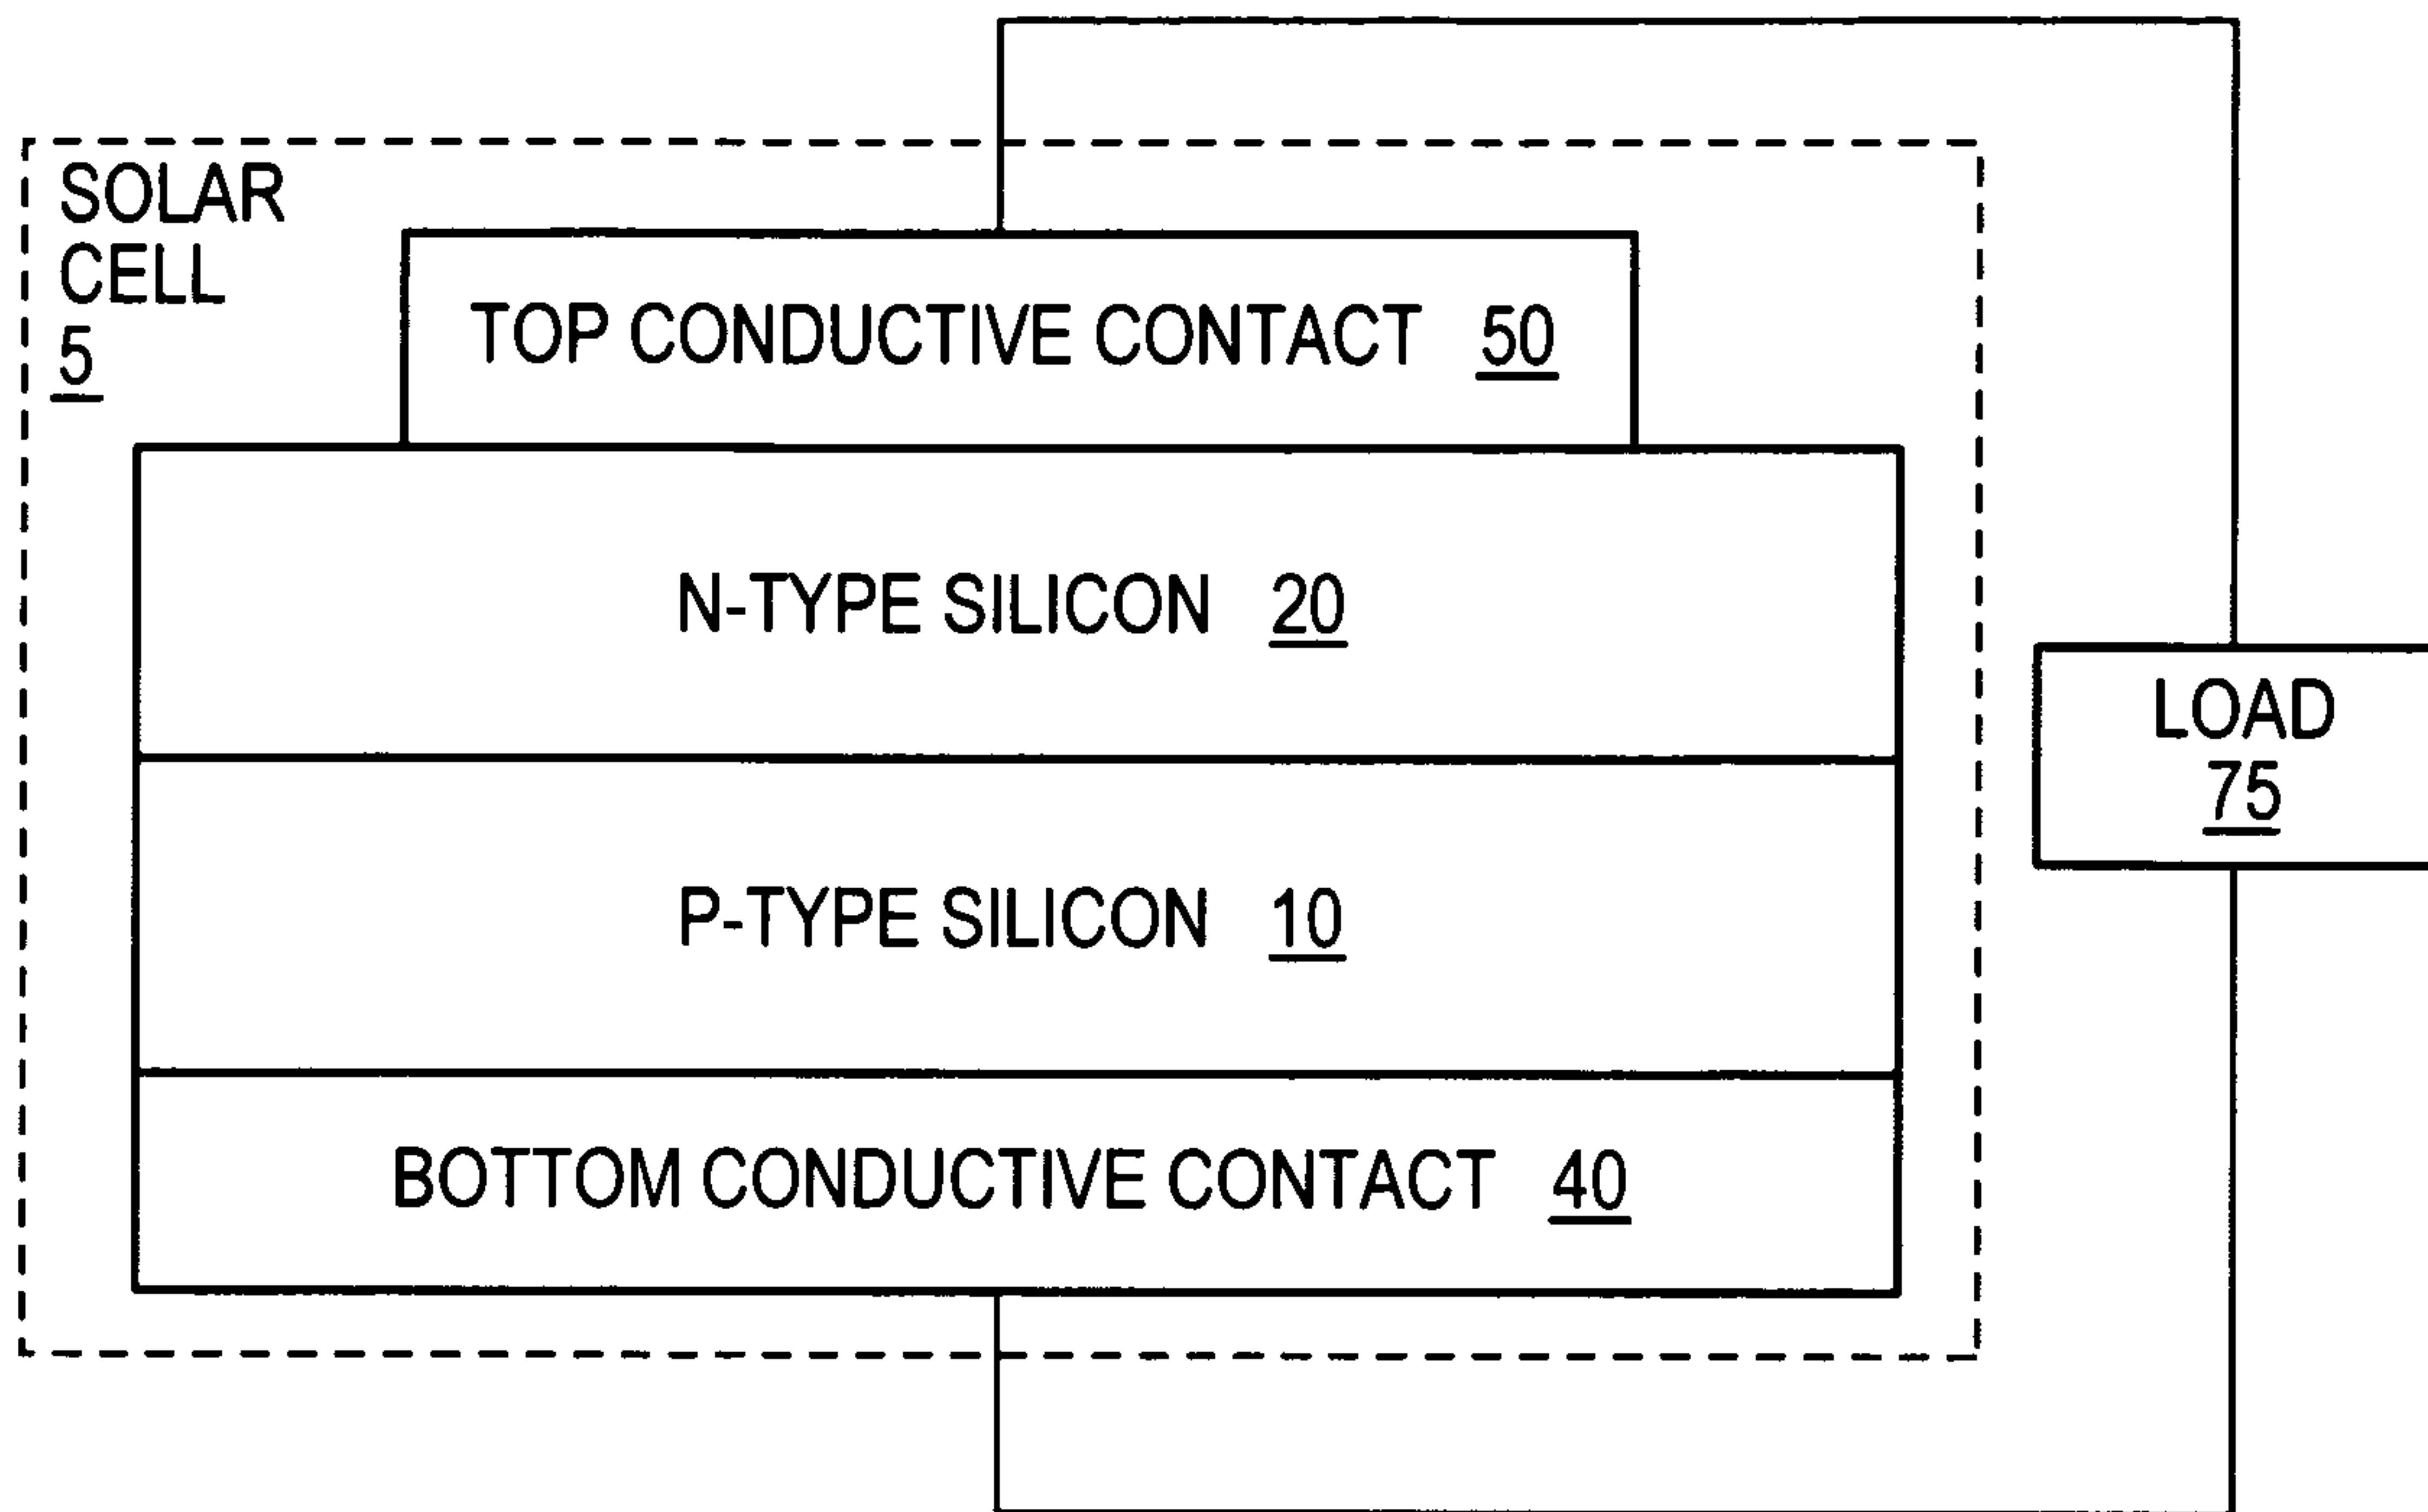 SOLAR
CELL
5
TOP CONDUCTIVE CONTACT 50
N-TYPE SILICON 20
LOAD
75
P-TYPE SILICON 10
BOTTOM CONDUCTIVE CONTACT 40